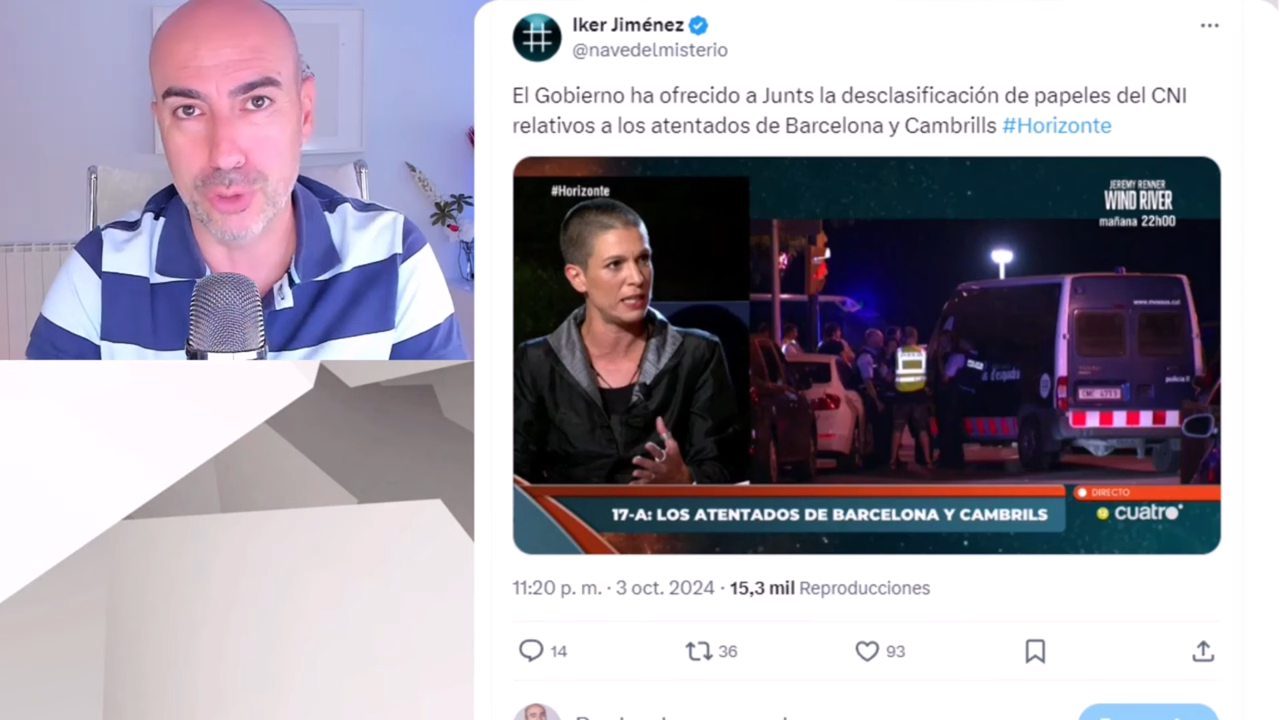 Iker Jiménez
@navedelmisterio
El Gobierno ha ofrecido a Junts la desclasificación de papeles del CNI
relativos a los atentados de Barcelona y Cambrills #Horizonte
#Horizonte
JEREMY RENNER
WIND RIVER
mañana 22h00
17-A: LOS ATENTADOS DE BARCELONA Y CAMBRILS
DIRECTO
12 cuatro
11:20 p. m. · 3 oct. 2024 · 15,3 mil Reproducciones
14
36
93